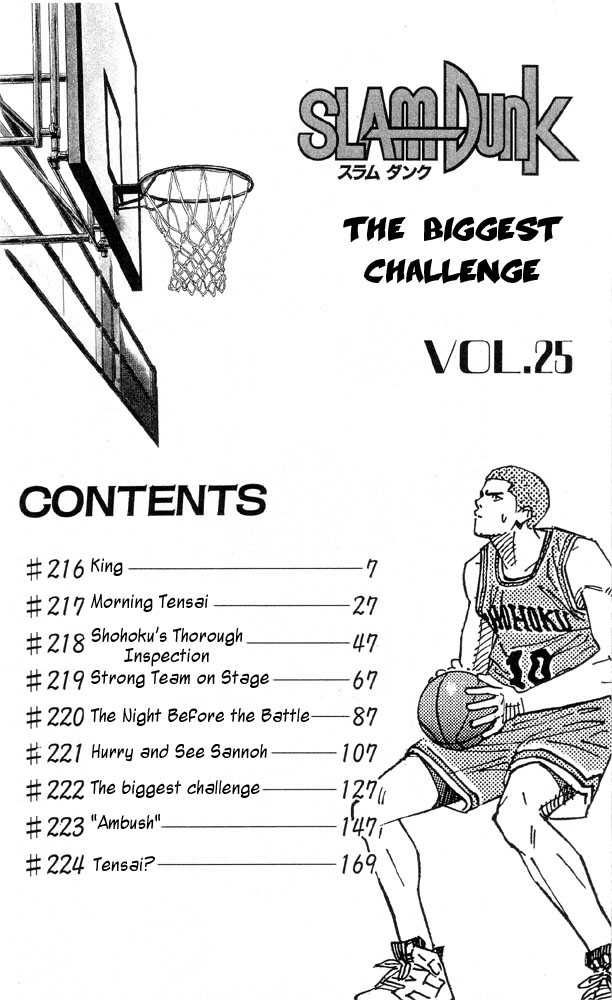 SLAM DUNK
スラム ダンク
THE BIGGEST
CHALLENGE
VOL.25
CONTENTS
#216 King 7
#217 Morning Tensai 27
#218 Shohoku's Thorough
Inspection 47
#219 Strong Team on Stage 67
#220 The Night Before the Battle 87
#221 Hurry and See Sannoh 107
#222 The biggest challenge 127
#223 "Ambush" 147
#224 Tensai? 169
SHOHOKU
10